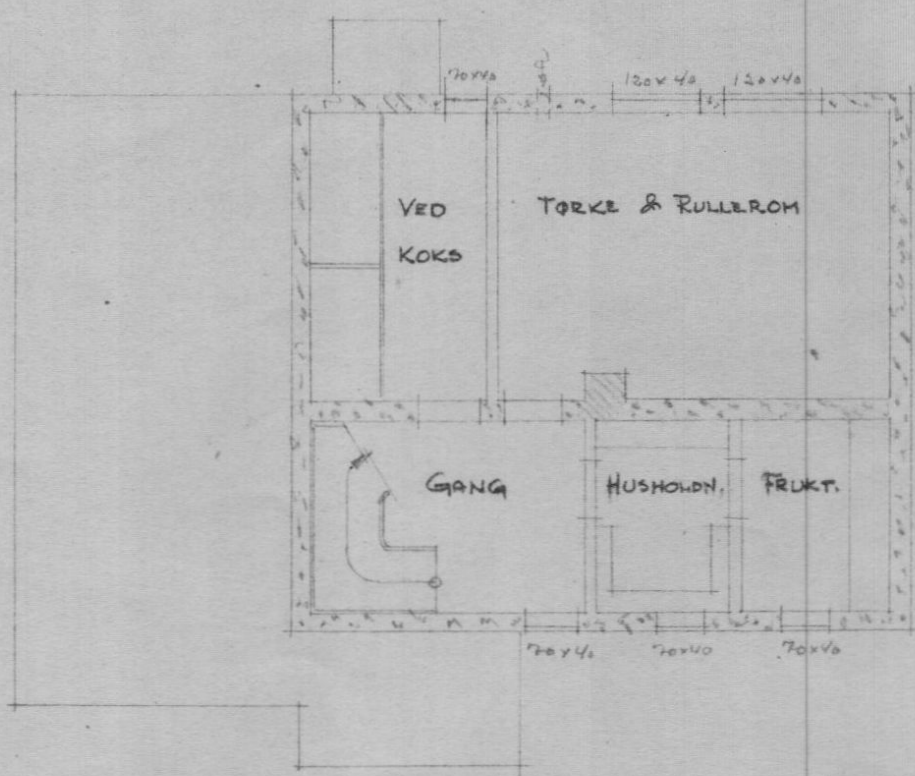 70x40
120x40 120x40
VED
KOKS
TØRKE & RULLEROM
GANG
HUSHOLDN.
FRUKT.
70x40 70x40 70x40